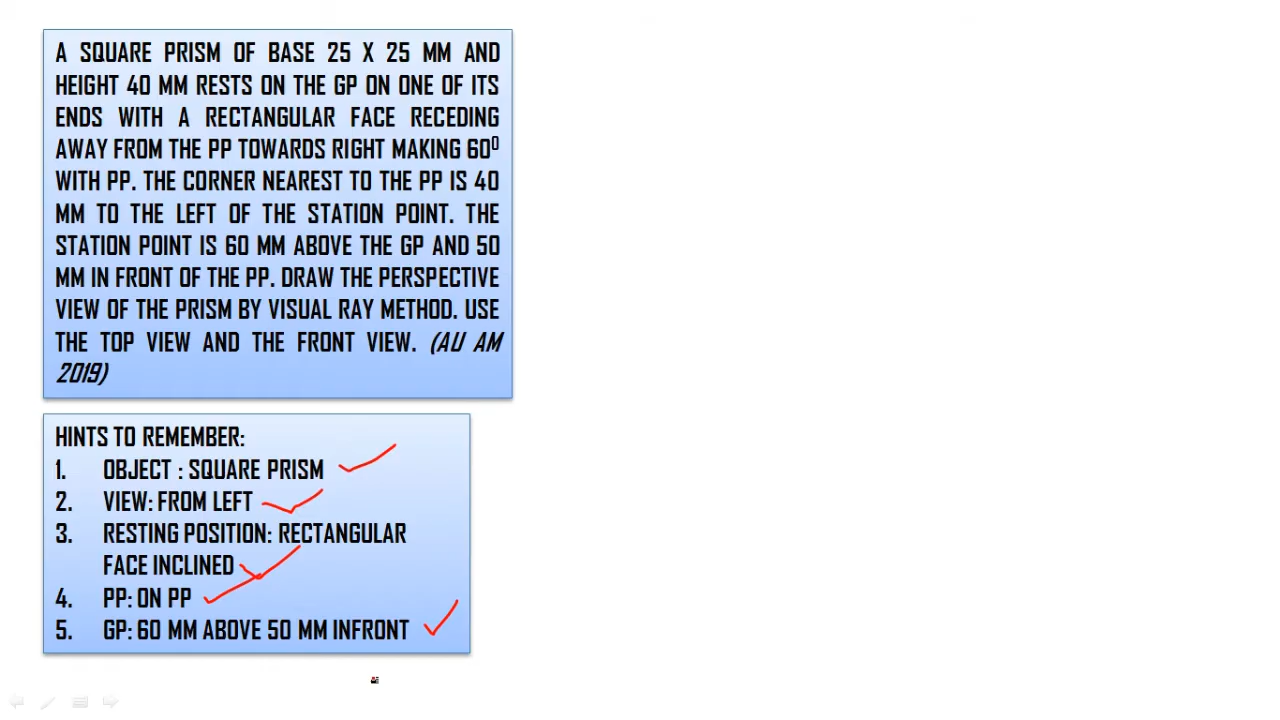 A SQUARE PRISM OF BASE 25 X 25 MM AND
HEIGHT 40 MM RESTS ON THE GP ON ONE OF ITS
ENDS WITH A RECTANGULAR FACE RECEDING
AWAY FROM THE PP TOWARDS RIGHT MAKING 60⁰
WITH PP. THE CORNER NEAREST TO THE PP IS 40
MM TO THE LEFT OF THE STATION POINT. THE
STATION POINT IS 60 MM ABOVE THE GP AND 50
MM IN FRONT OF THE PP. DRAW THE PERSPECTIVE
VIEW OF THE PRISM BY VISUAL RAY METHOD. USE
THE TOP VIEW AND THE FRONT VIEW. (AU AM
2019)
HINTS TO REMEMBER:
1. OBJECT : SQUARE PRISM
2. VIEW: FROM LEFT
3. RESTING POSITION: RECTANGULAR
FACE INCLINED
4. PP: ON PP
5. GP: 60 MM ABOVE 50 MM INFRONT